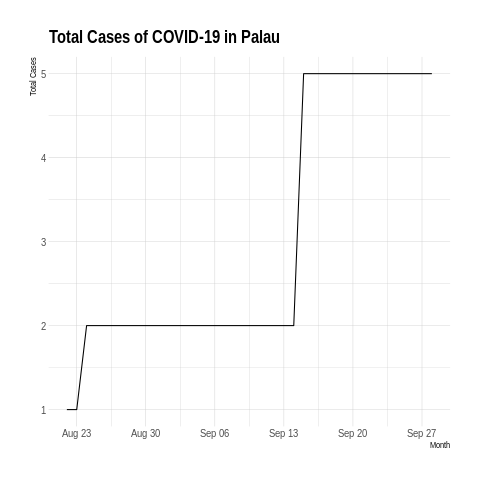 Total Cases of COVID-19 in Palau
Total Cases
5
4
3
2
1
Aug 23 Aug 30 Sep 06 Sep 13 Sep 20 Sep 27
Month